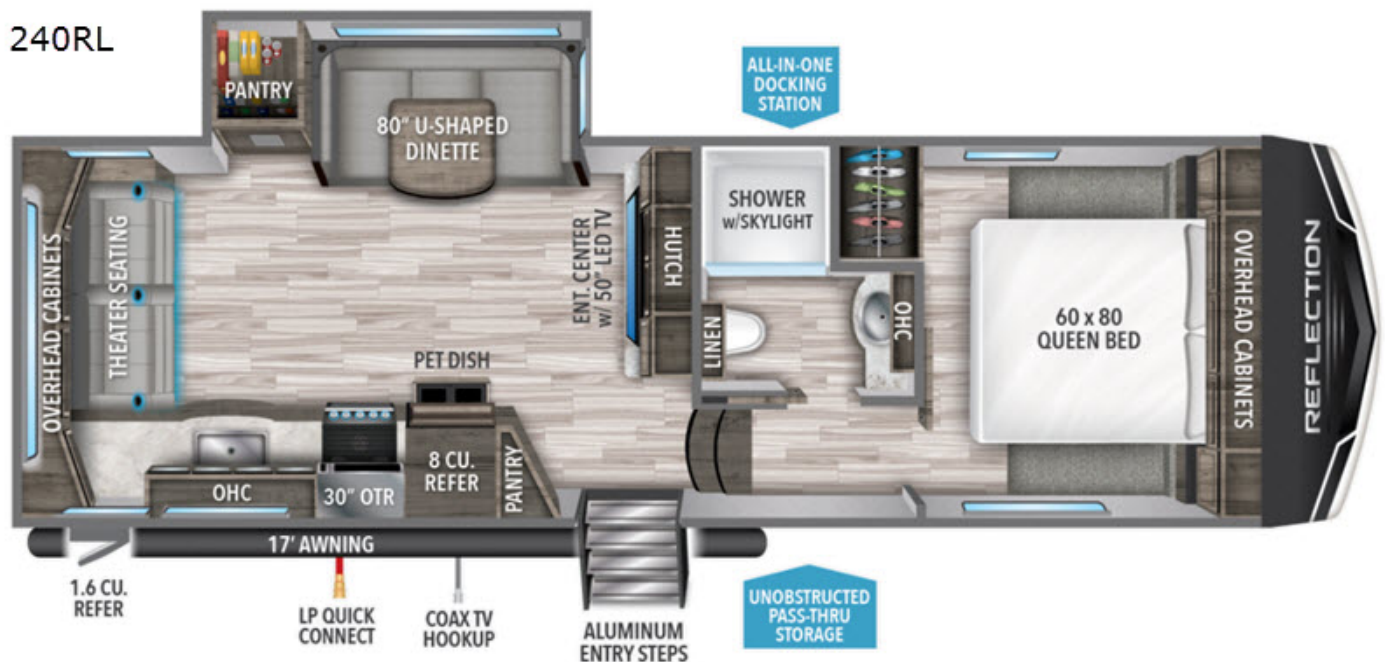 240RL
PANTRY
80" U-SHAPED
DINETTE
ALL-IN-ONE
DOCKING
STATION
OVERHEAD CABINETS
THEATER SEATING
ENT. CENTER
w/ 50" LED TV
HUTCH
SHOWER
w/SKYLIGHT
LINEN
OHC
60 x 80
QUEEN BED
OVERHEAD CABINETS
REFLECTION
PET DISH
OHC
30" OTR
8 CU.
REFER
PANTRY
17' AWNING
1.6 CU.
REFER
LP QUICK
CONNECT
COAX TV
HOOKUP
ALUMINUM
ENTRY STEPS
UNOBSTRUCTED
PASS-THRU
STORAGE